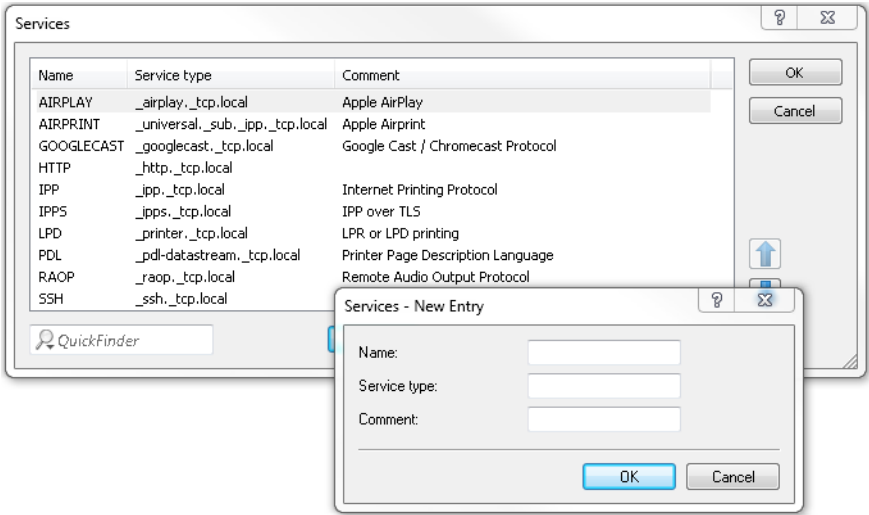 Services
OK
Cancel
Name Service type Comment
AIRPLAY _airplay._tcp.local Apple AirPlay
AIRPRINT _universal._sub._ipp._tcp.local Apple Airprint
GOOGLECAST _googlecast._tcp.local Google Cast / Chromecast Protocol
HTTP _http._tcp.local
IPP _ipp._tcp.local Internet Printing Protocol
IPPS _ipps._tcp.local IPP over TLS
LPD _printer._tcp.local LPR or LPD printing
PDL _pdl-datastream._tcp.local Printer Page Description Language
RAOP _raop._tcp.local Remote Audio Output Protocol
SSH _ssh._tcp.local
QuickFinder
Services - New Entry
Name:
Service type:
Comment:
OK Cancel